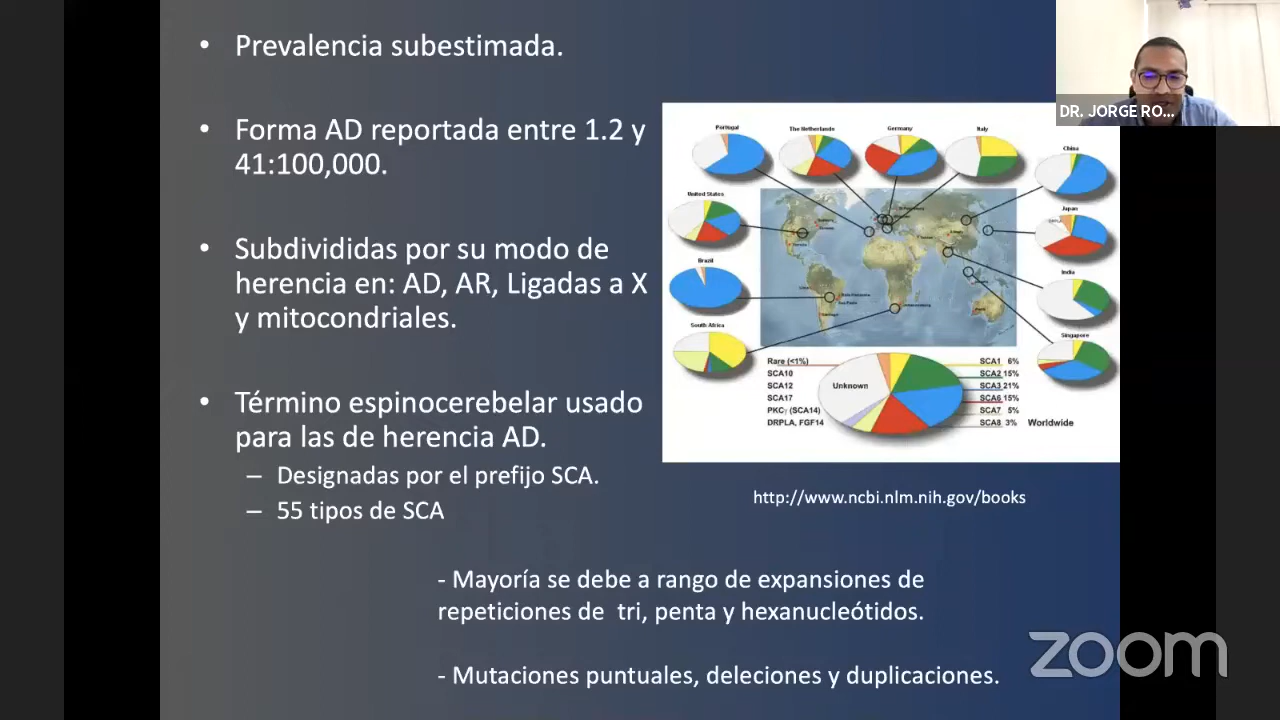 • Prevalencia subestimada.
• Forma AD reportada entre 1.2 y
41:100,000.
• Subdivididas por su modo de
herencia en: AD, AR, Ligadas a X
y mitocondriales.
• Término espinocerebelar usado
para las de herencia AD.
– Designadas por el prefijo SCA.
– 55 tipos de SCA
DR. JORGE RO...
Portugal
The Netherlands
Germany
Italy
China
United States
Japan
Brazil
India
South Africa
Singapore
Rare (<1%)
SCA10
SCA12
SCA17
PKCγ (SCA14)
DRPLA, FGF14
Unknown
SCA1 6%
SCA2 15%
SCA3 21%
SCA6 15%
SCA7 5%
SCA8 3%
Worldwide
http://www.ncbi.nlm.nih.gov/books
- Mayoría se debe a rango de expansiones de
repeticiones de tri, penta y hexanucleótidos.
- Mutaciones puntuales, deleciones y duplicaciones.
zoom